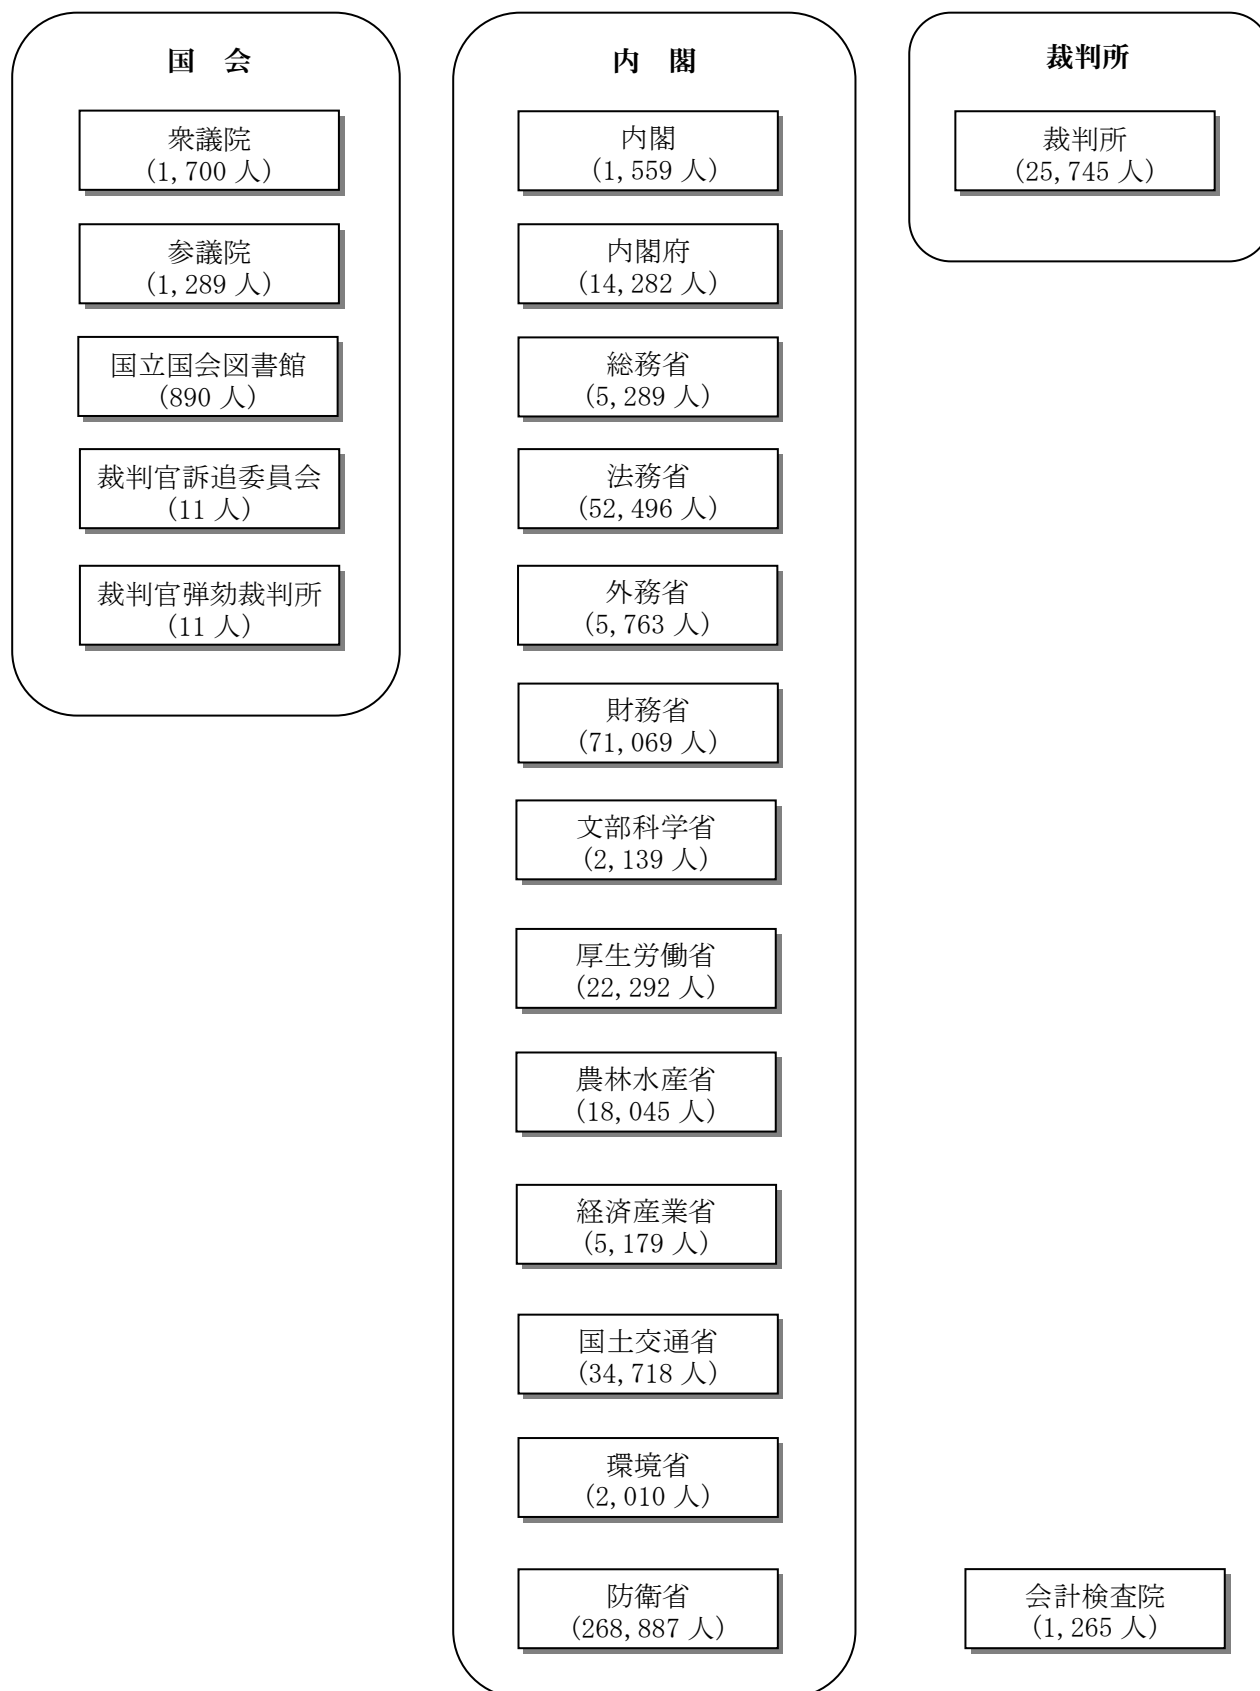 国　会
衆議院
(1,700 人)
参議院
(1,289 人)
国立国会図書館
(890 人)
裁判官訴追委員会
(11 人)
裁判官弾劾裁判所
(11 人)
内　閣
内閣
(1,559 人)
内閣府
(14,282 人)
総務省
(5,289 人)
法務省
(52,496 人)
外務省
(5,763 人)
財務省
(71,069 人)
文部科学省
(2,139 人)
厚生労働省
(22,292 人)
農林水産省
(18,045 人)
経済産業省
(5,179 人)
国土交通省
(34,718 人)
環境省
(2,010 人)
防衛省
(268,887 人)
裁判所
裁判所
(25,745 人)
会計検査院
(1,265 人)